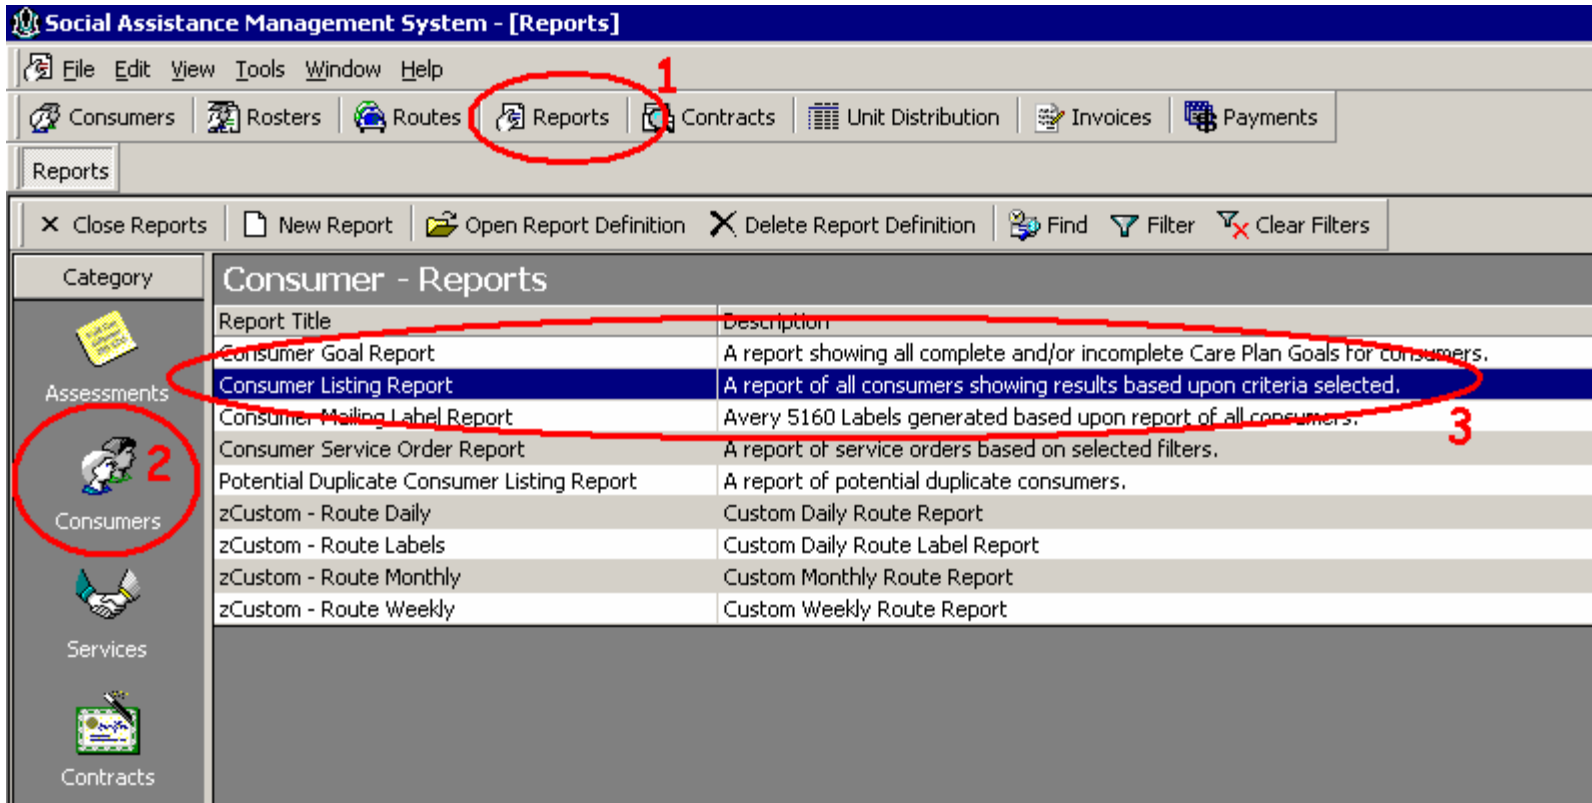 Social Assistance Management System - [Reports]
File Edit View Tools Window Help
1
Consumers Rosters Routes Reports Contracts Unit Distribution Invoices Payments
Reports
Close Reports New Report Open Report Definition Delete Report Definition Find Filter Clear Filters
Category
Consumer - Reports
Report Title Description
Consumer Goal Report A report showing all complete and/or incomplete Care Plan Goals for consumers.
Assessments
Consumer Listing Report A report of all consumers showing results based upon criteria selected.
Consumer Mailing Label Report Avery 5160 Labels generated based upon report of all consumers.
3
Consumer Service Order Report A report of service orders based on selected filters.
2
Potential Duplicate Consumer Listing Report A report of potential duplicate consumers.
Consumers
zCustom - Route Daily Custom Daily Route Report
zCustom - Route Labels Custom Daily Route Label Report
zCustom - Route Monthly Custom Monthly Route Report
zCustom - Route Weekly Custom Weekly Route Report
Services
Contracts